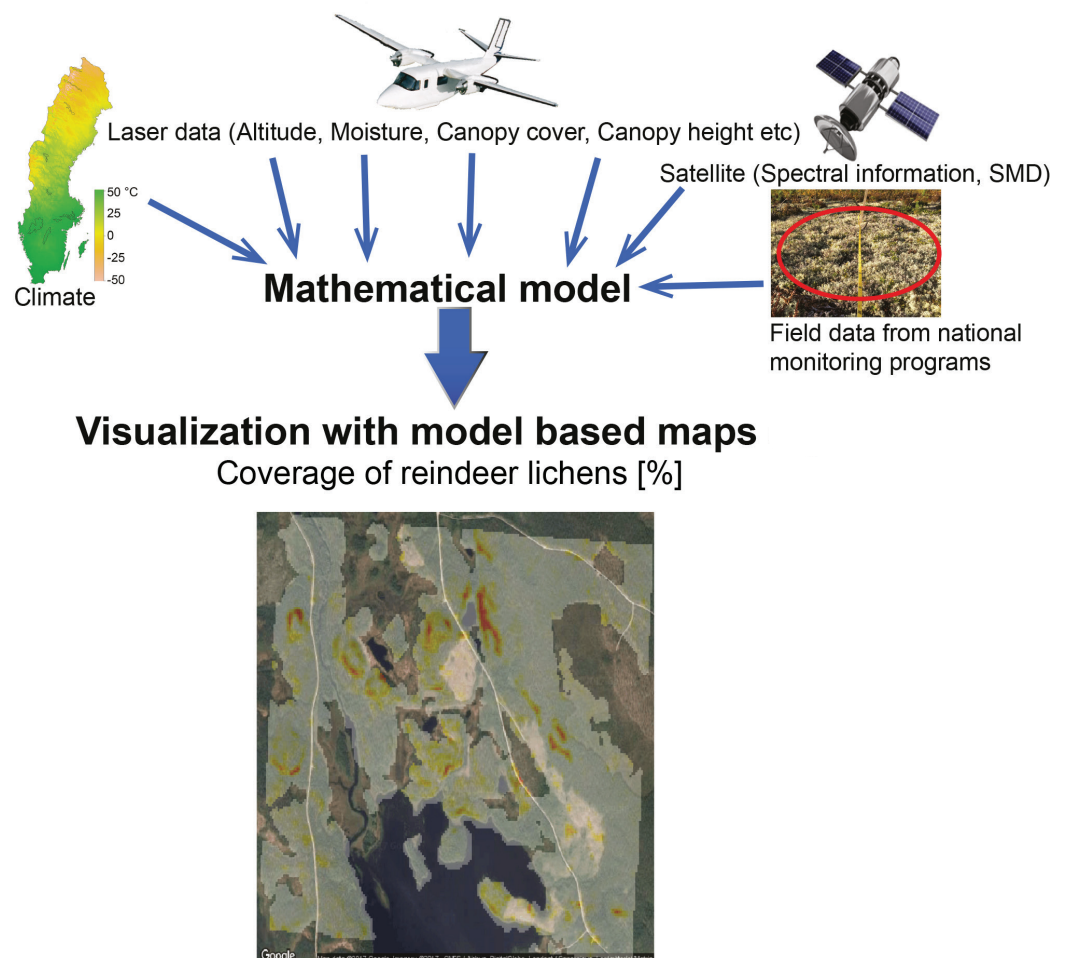 Laser data (Altitude, Moisture, Canopy cover, Canopy height etc)
Satellite (Spectral information, SMD)
50 °C
25
0
-25
-50
Climate
Mathematical model
Field data from national
monitoring programs
Visualization with model based maps
Coverage of reindeer lichens [%]
Google